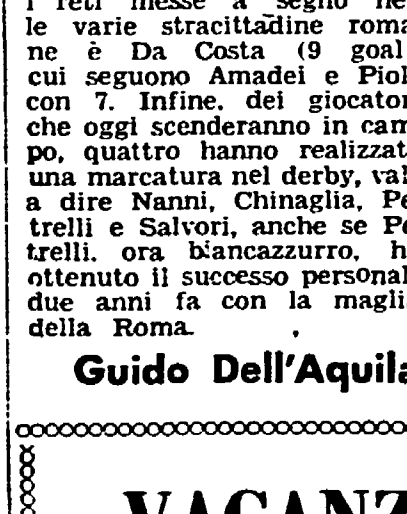 i reti messe a segno ne
le varie stracittadine roma
ne è Da Costa (9 goal
cui seguono Amadei e Piol
con 7. Infine. dei giocator
che oggi scenderanno in cam
po, quattro hanno realizzat
una marcatura nel derby, val
a dire Nanni, Chinaglia, Pe
trelli e Salvori, anche se Pe
trelli. ora biancazzurro, h
ottenuto il successo personal
due anni fa con la magli
della Roma.
Guido Dell'Aquila
VACANZ